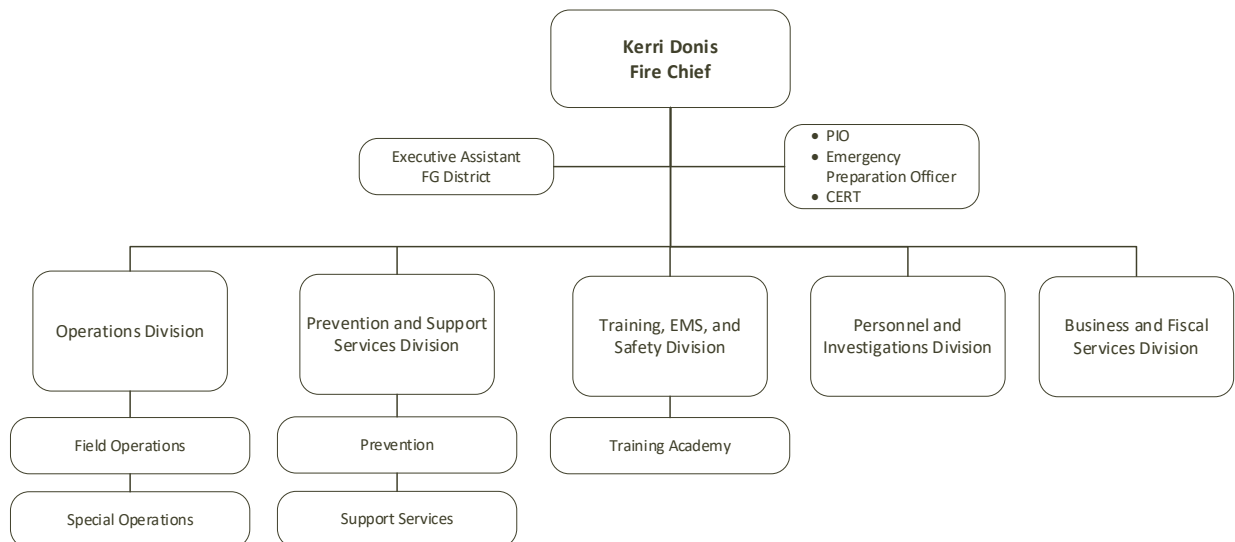 Kerri Donis
Fire Chief
Executive Assistant
FG District
• PIO
• Emergency
Preparation Officer
• CERT
Operations Division
Prevention and Support
Services Division
Training, EMS, and
Safety Division
Personnel and
Investigations Division
Business and Fiscal
Services Division
Field Operations
Prevention
Training Academy
Special Operations
Support Services